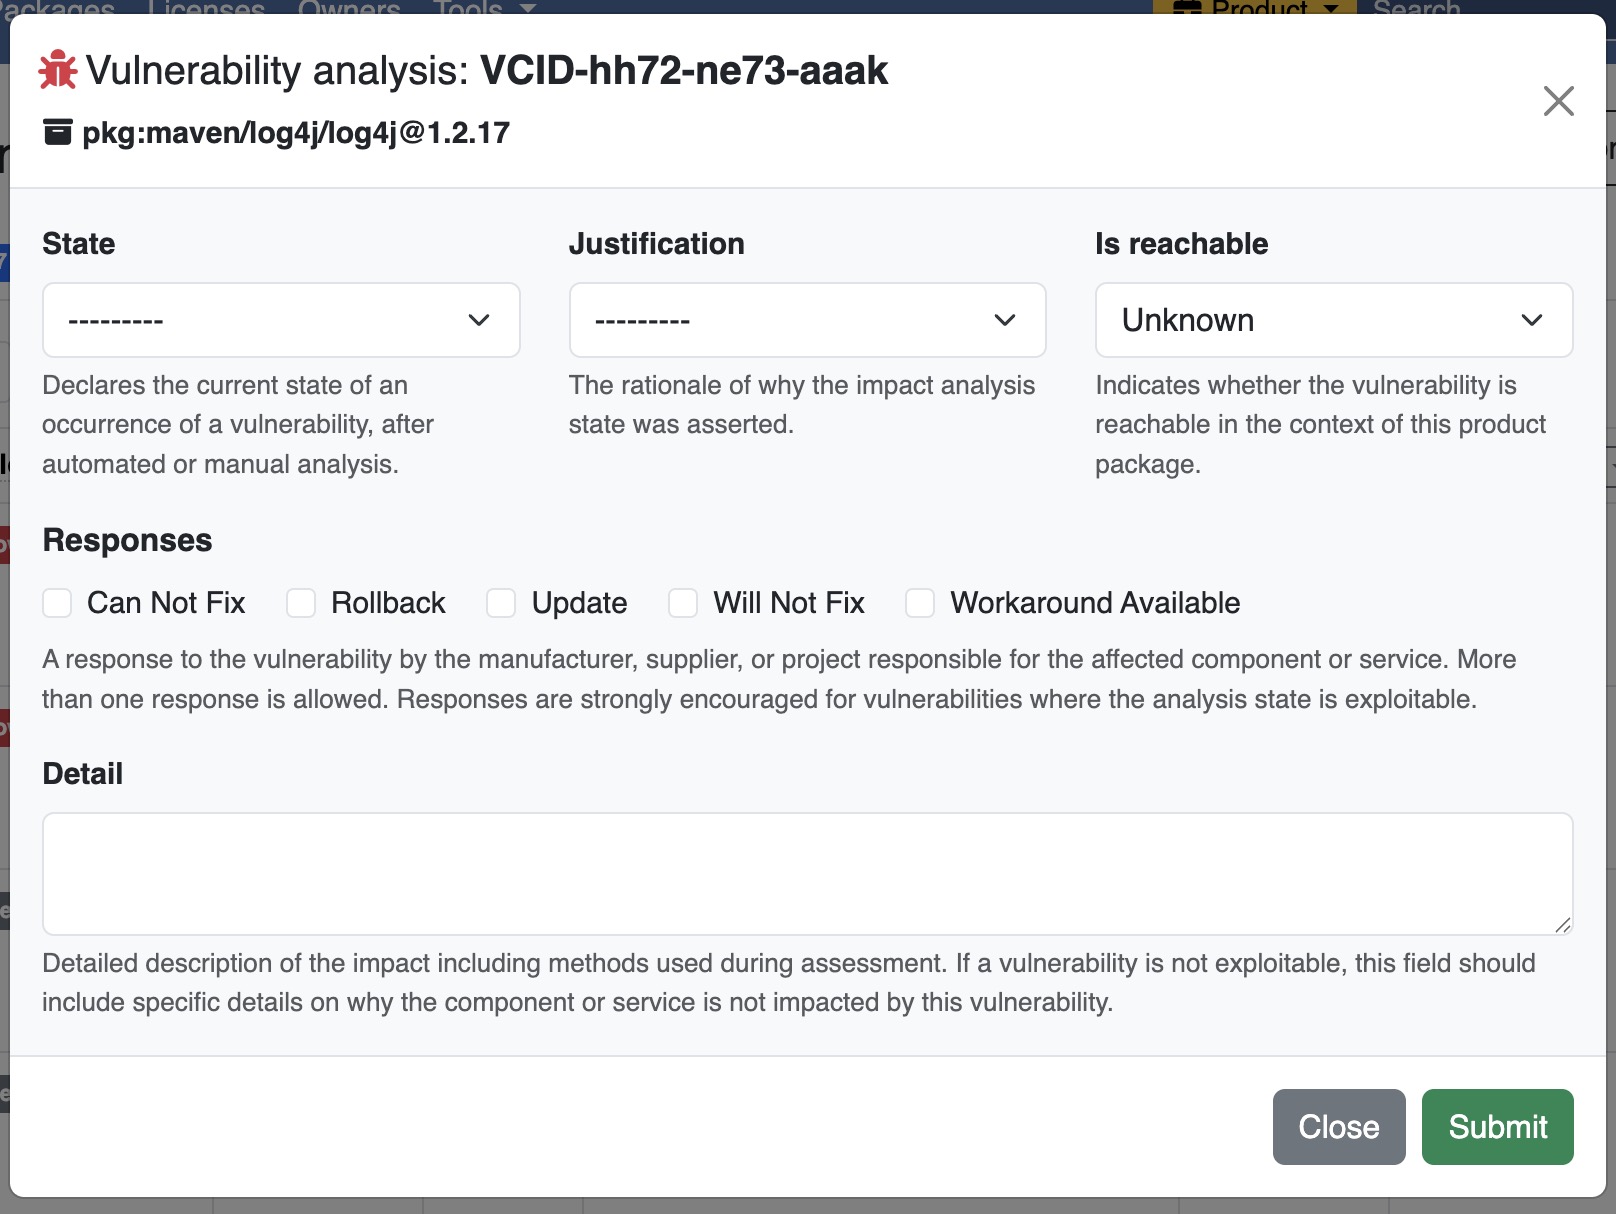 Packages Licenses Owners Tools Product Search
Vulnerability analysis: VCID-hh72-ne73-aaak
pkg:maven/log4j/log4j@1.2.17
State Justification Is reachable
--------- --------- Unknown
Declares the current state of an
occurrence of a vulnerability, after
automated or manual analysis.
The rationale of why the impact analysis
state was asserted.
Indicates whether the vulnerability is
reachable in the context of this product
package.
Responses
Can Not Fix Rollback Update Will Not Fix Workaround Available
A response to the vulnerability by the manufacturer, supplier, or project responsible for the affected component or service. More
than one response is allowed. Responses are strongly encouraged for vulnerabilities where the analysis state is exploitable.
Detail
Detailed description of the impact including methods used during assessment. If a vulnerability is not exploitable, this field should
include specific details on why the component or service is not impacted by this vulnerability.
Close Submit